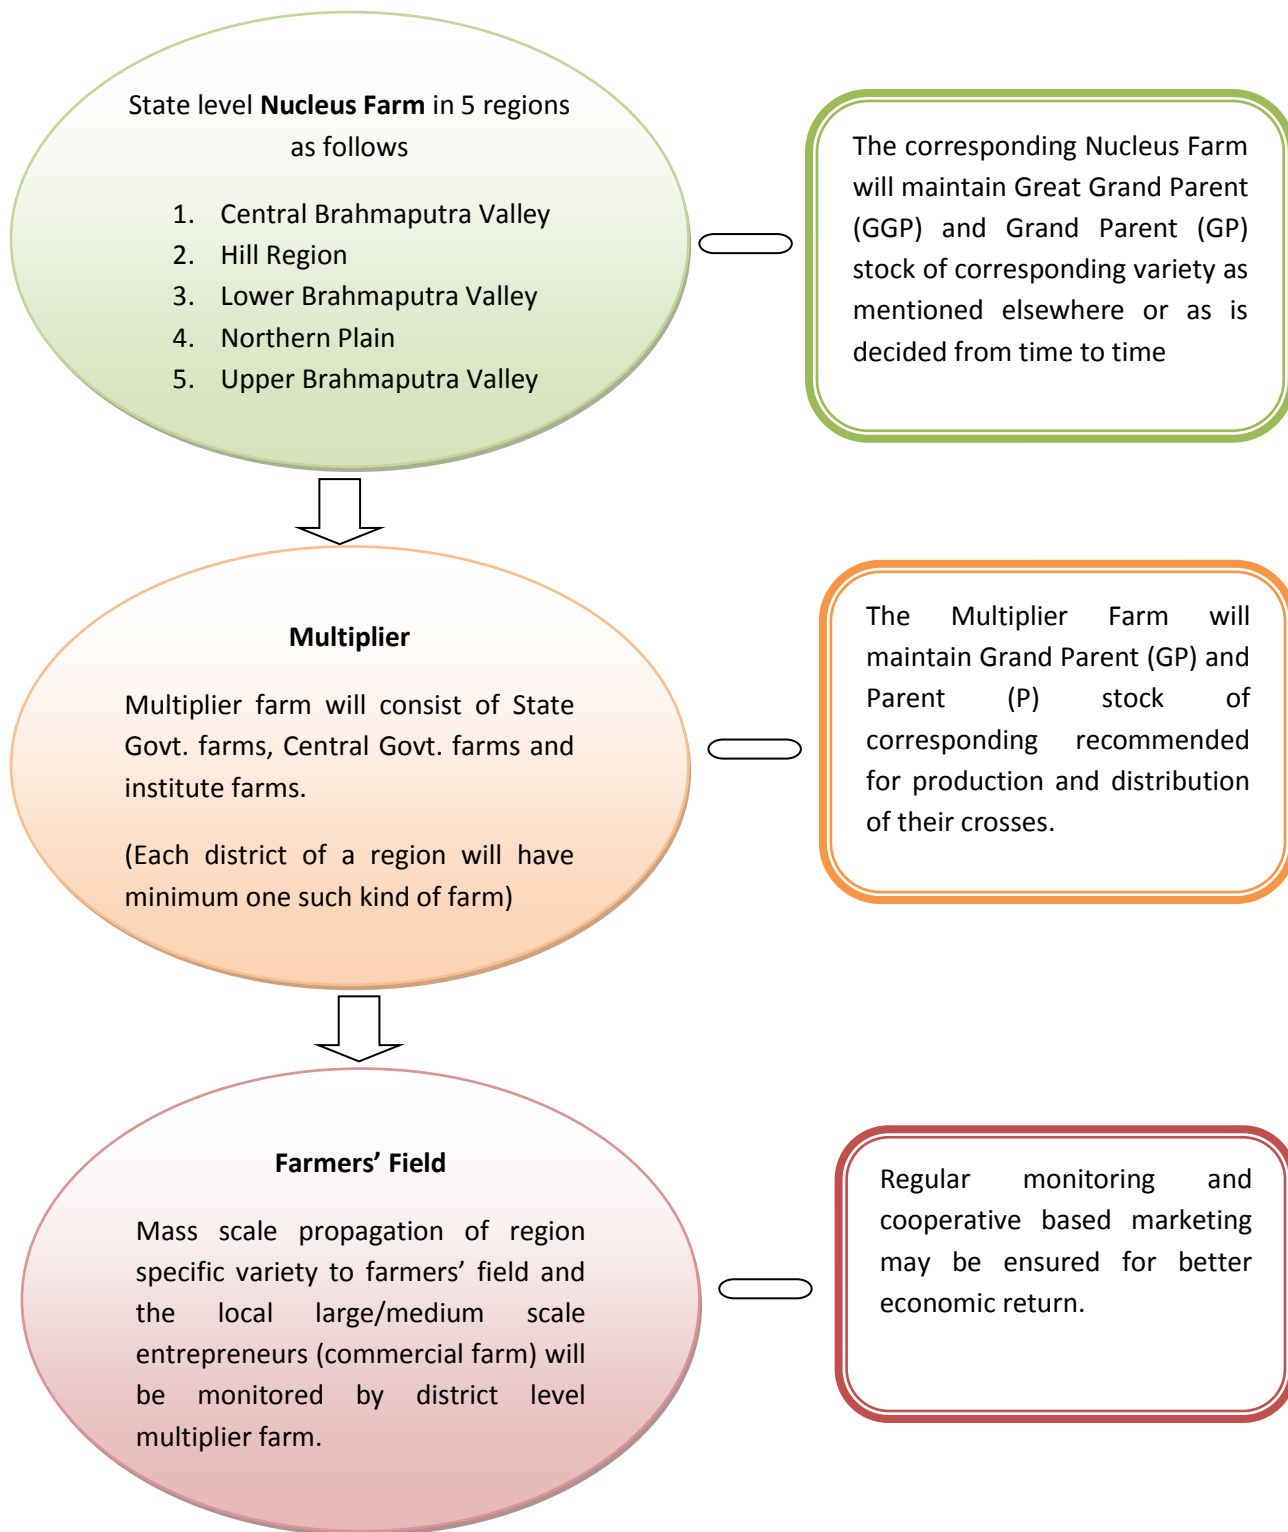 State level Nucleus Farm in 5 regions
as follows
1. Central Brahmaputra Valley
2. Hill Region
3. Lower Brahmaputra Valley
4. Northern Plain
5. Upper Brahmaputra Valley
The corresponding Nucleus Farm
will maintain Great Grand Parent
(GGP) and Grand Parent (GP)
stock of corresponding variety as
mentioned elsewhere or as is
decided from time to time
Multiplier
Multiplier farm will consist of State
Govt. farms, Central Govt. farms and
institute farms.
(Each district of a region will have
minimum one such kind of farm)
The Multiplier Farm will
maintain Grand Parent (GP) and
Parent (P) stock of
corresponding recommended
for production and distribution
of their crosses.
Farmers’ Field
Mass scale propagation of region
specific variety to farmers’ field and
the local large/medium scale
entrepreneurs (commercial farm) will
be monitored by district level
multiplier farm.
Regular monitoring and
cooperative based marketing
may be ensured for better
economic return.